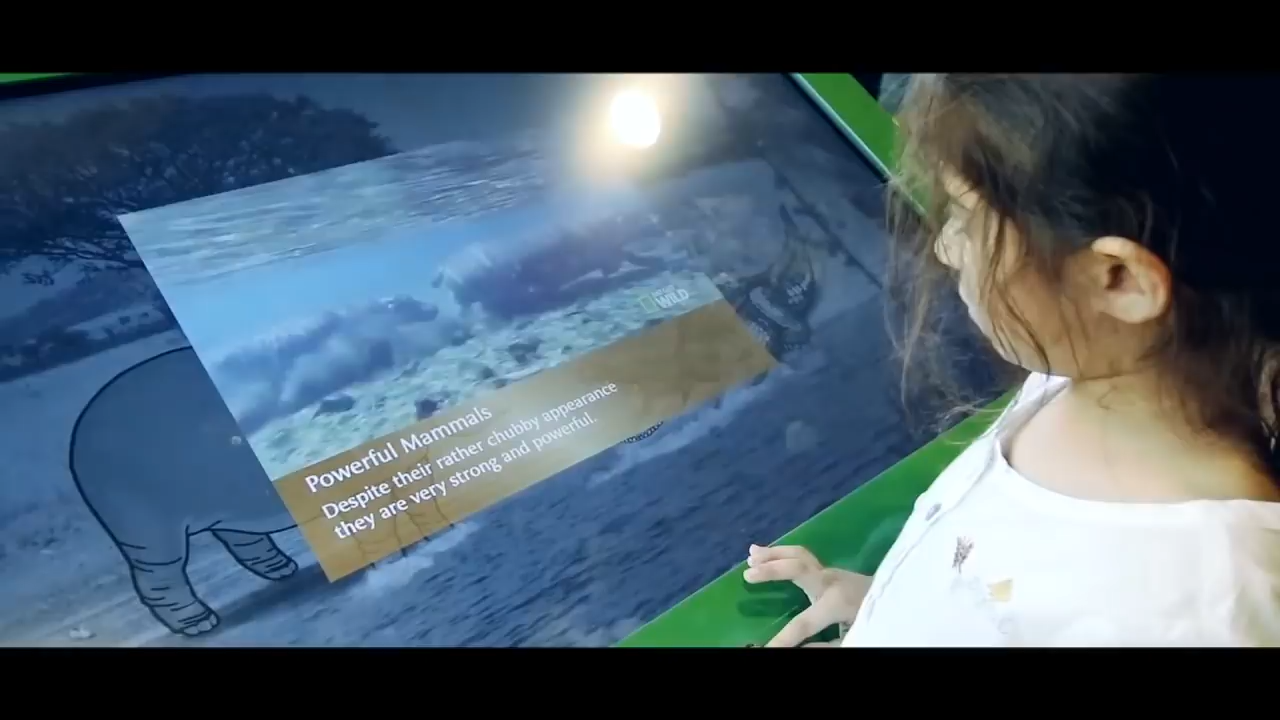 WILD
Powerful Mammals
Despite their rather chubby appearance
they are very strong and powerful.